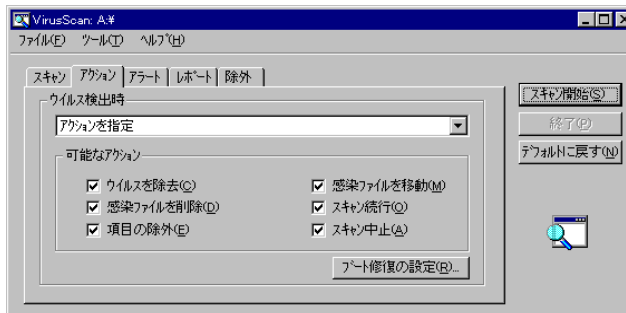 VirusScan: A:¥
ﾌｧｲﾙ(F) ﾂｰﾙ(T) ﾍﾙﾌﾟ(H)
ｽｷｬﾝ ｱｸｼｮﾝ ｱﾗｰﾄ ﾚﾎﾟｰﾄ 除外
ウイルス検出時
ｱｸｼｮﾝを指定
可能なｱｸｼｮﾝ
ウイルスを除去(C)
感染ﾌｧｲﾙを移動(M)
感染ﾌｧｲﾙを削除(D)
ｽｷｬﾝ続行(O)
項目の除外(E)
ｽｷｬﾝ中止(A)
ﾌﾞｰﾄ修復の設定(R)...
ｽｷｬﾝ開始(S)
終了(P)
ﾃﾞﾌｫﾙﾄに戻す(N)